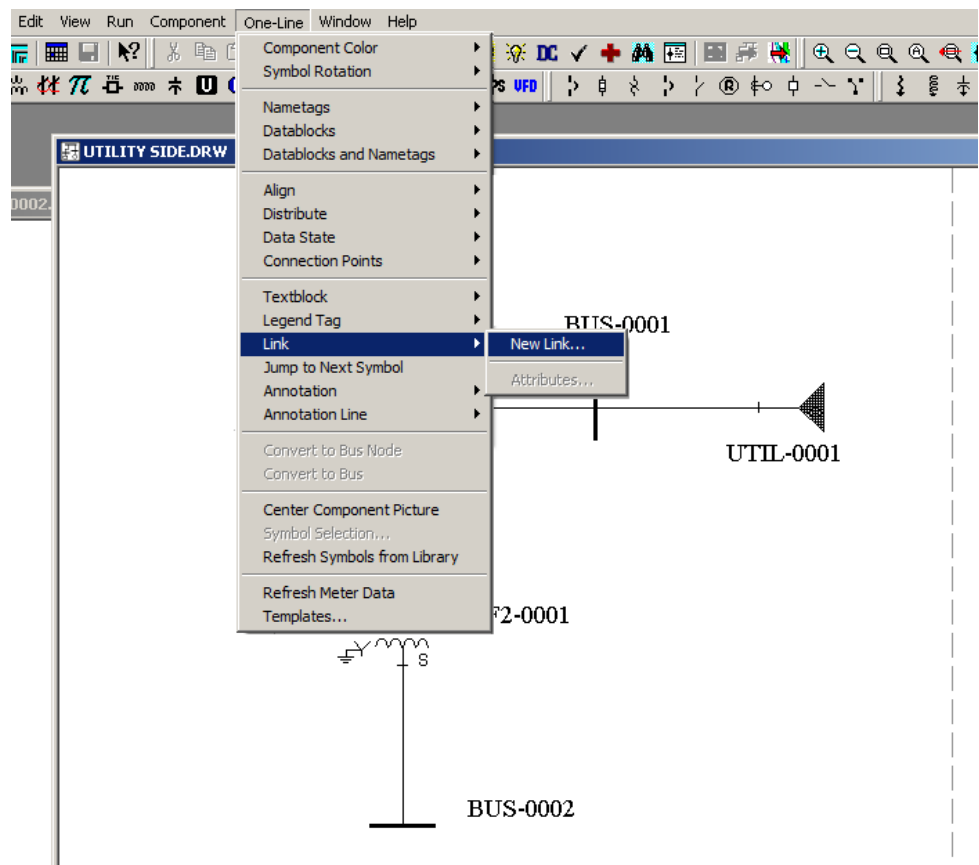 Edit View Run Component One-Line Window Help
DC
PS VFD
U
R
UTILITY SIDE.DRW
0002.
Component Color
Symbol Rotation
Nametags
Datablocks
Datablocks and Nametags
Align
Distribute
Data State
Connection Points
Textblock
Legend Tag
Link
New Link...
Jump to Next Symbol
Attributes...
Annotation
Annotation Line
Convert to Bus Node
Convert to Bus
Center Component Picture
Symbol Selection...
Refresh Symbols from Library
Refresh Meter Data
Templates...
BUS-0001
UTIL-0001
F2-0001
S
BUS-0002